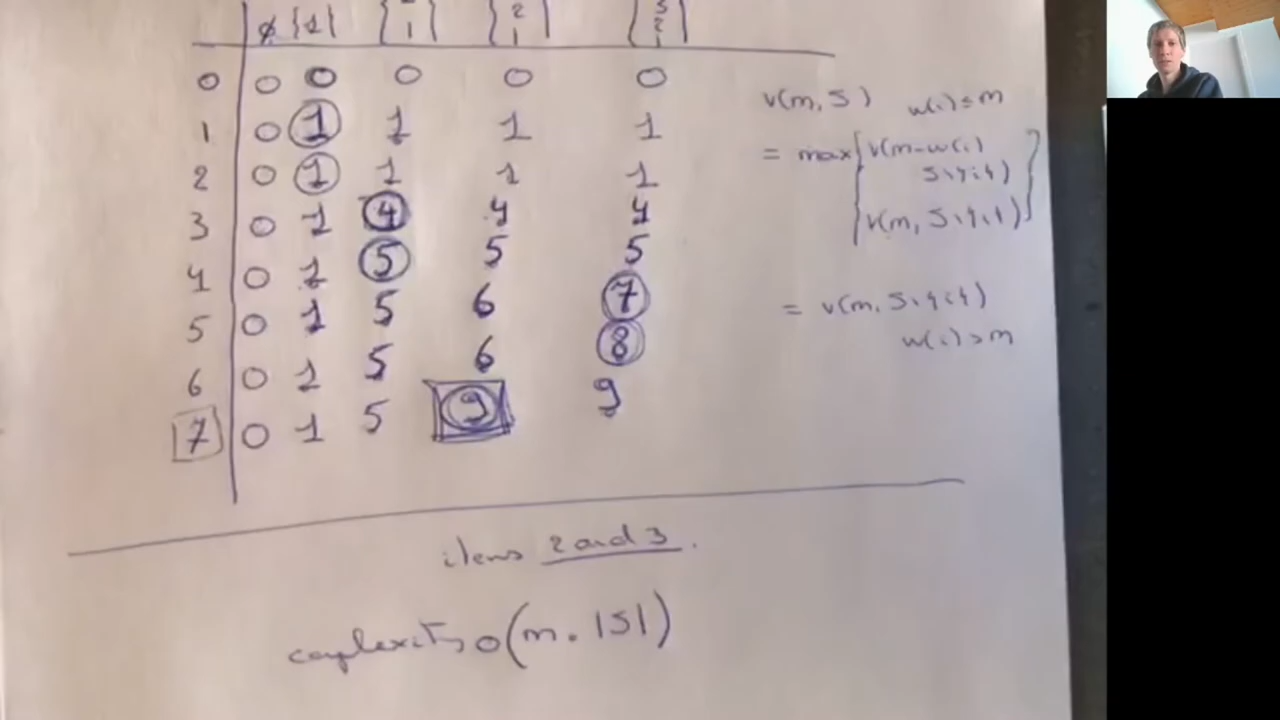 ∅ {1} { 1 } { 2 1 } { 3 2 1 }
0 0 0 0 0 0
1 0 1 1 1 1
2 0 1 1 1 1
3 0 1 4 4 4
4 0 1 5 5 5
5 0 1 5 6 7
6 0 1 5 6 8
7 0 1 5 9 9
v(m, S) w(i) ≤ m
= max { v(m-w(i)
S\{i})
v(m, S\{i}) }
= v(m, S\{i})
w(i) > m
items 2 and 3.
complexity O(m. |S|)